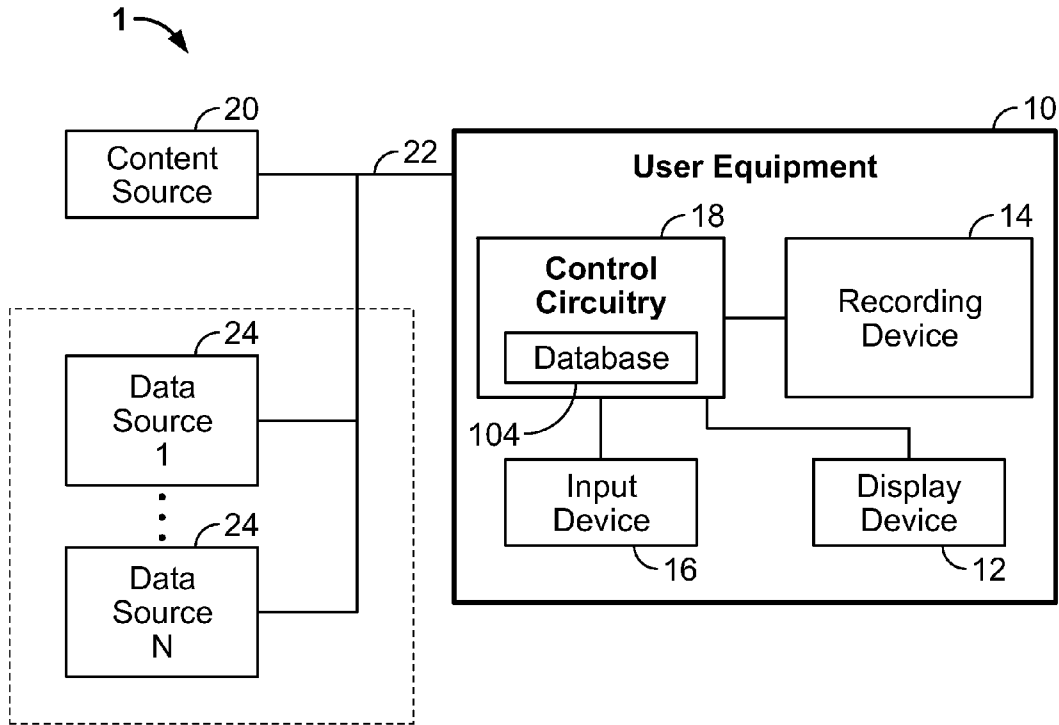 1
20
Content
Source
22
10
User Equipment
18
Control
Circuitry
Database
104
14
Recording
Device
Input
Device
16
Display
Device
12
24
Data
Source
1
24
Data
Source
N